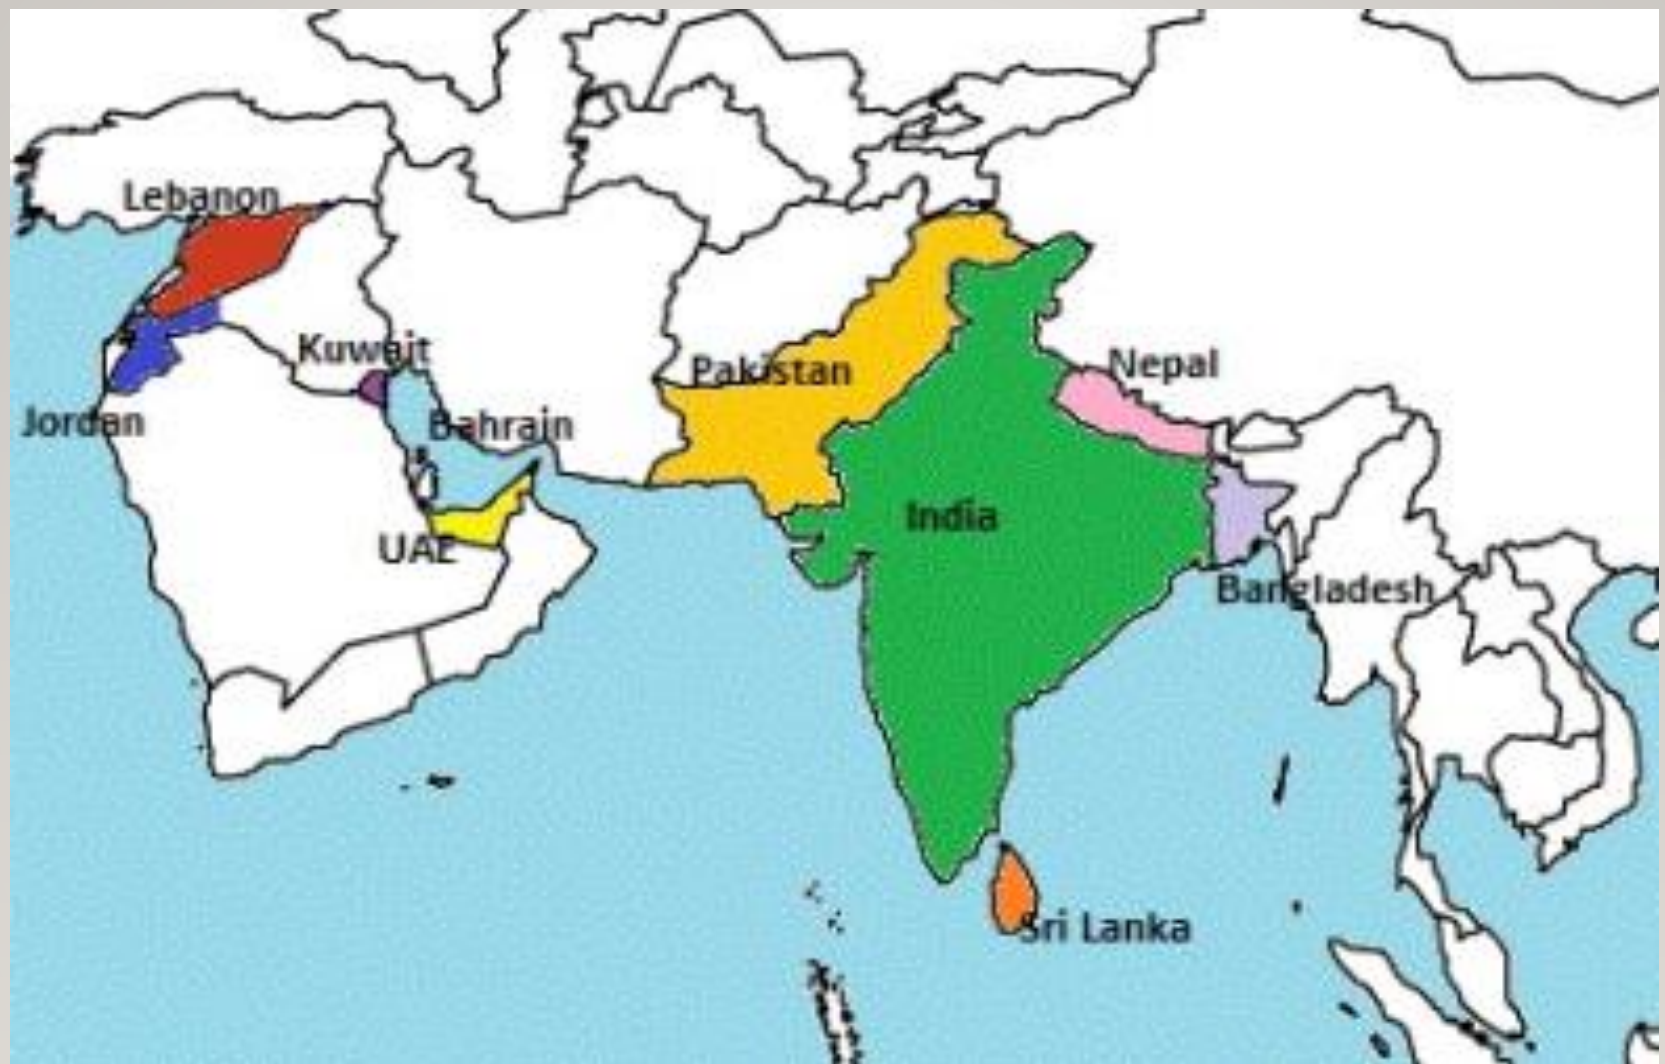 Lebanon
Kuwait
Pakistan
Nepal
Jordan
Bahrain
India
UAE
Bangladesh
Sri Lanka